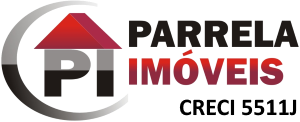 PI
PARRELA
IMÓVEIS
CRECI 5511J